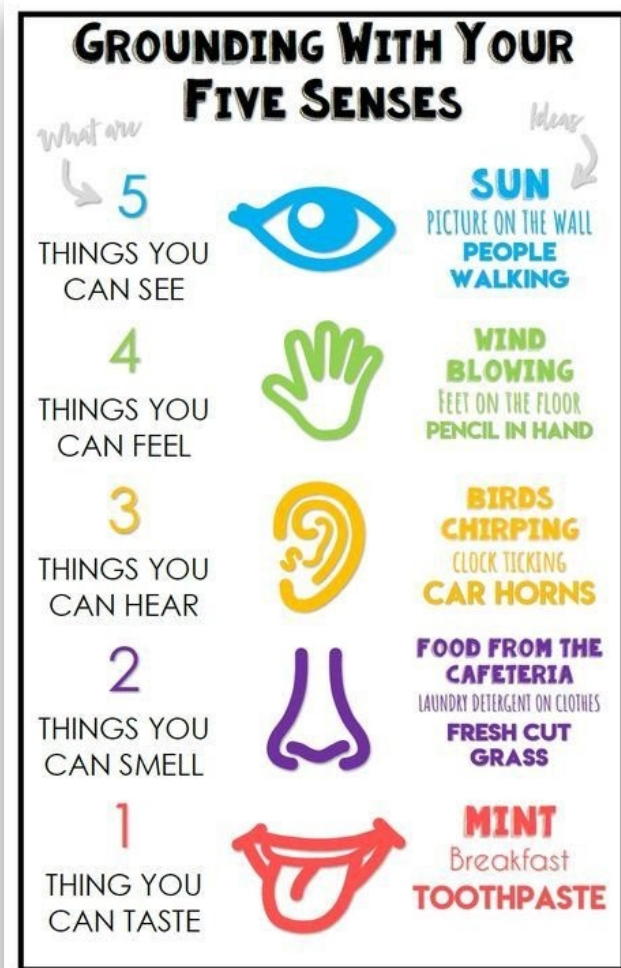 GROUNDING WITH YOUR
FIVE SENSES
What are
Ideas
5
THINGS YOU
CAN SEE
SUN
PICTURE ON THE WALL
PEOPLE
WALKING
4
THINGS YOU
CAN FEEL
WIND
BLOWING
FEET ON THE FLOOR
PENCIL IN HAND
3
THINGS YOU
CAN HEAR
BIRDS
CHIRPING
CLOCK TICKING
CAR HORNS
2
THINGS YOU
CAN SMELL
FOOD FROM THE
CAFETERIA
LAUNDRY DETERGENT ON CLOTHES
FRESH CUT
GRASS
1
THING YOU
CAN TASTE
MINT
Breakfast
TOOTHPASTE